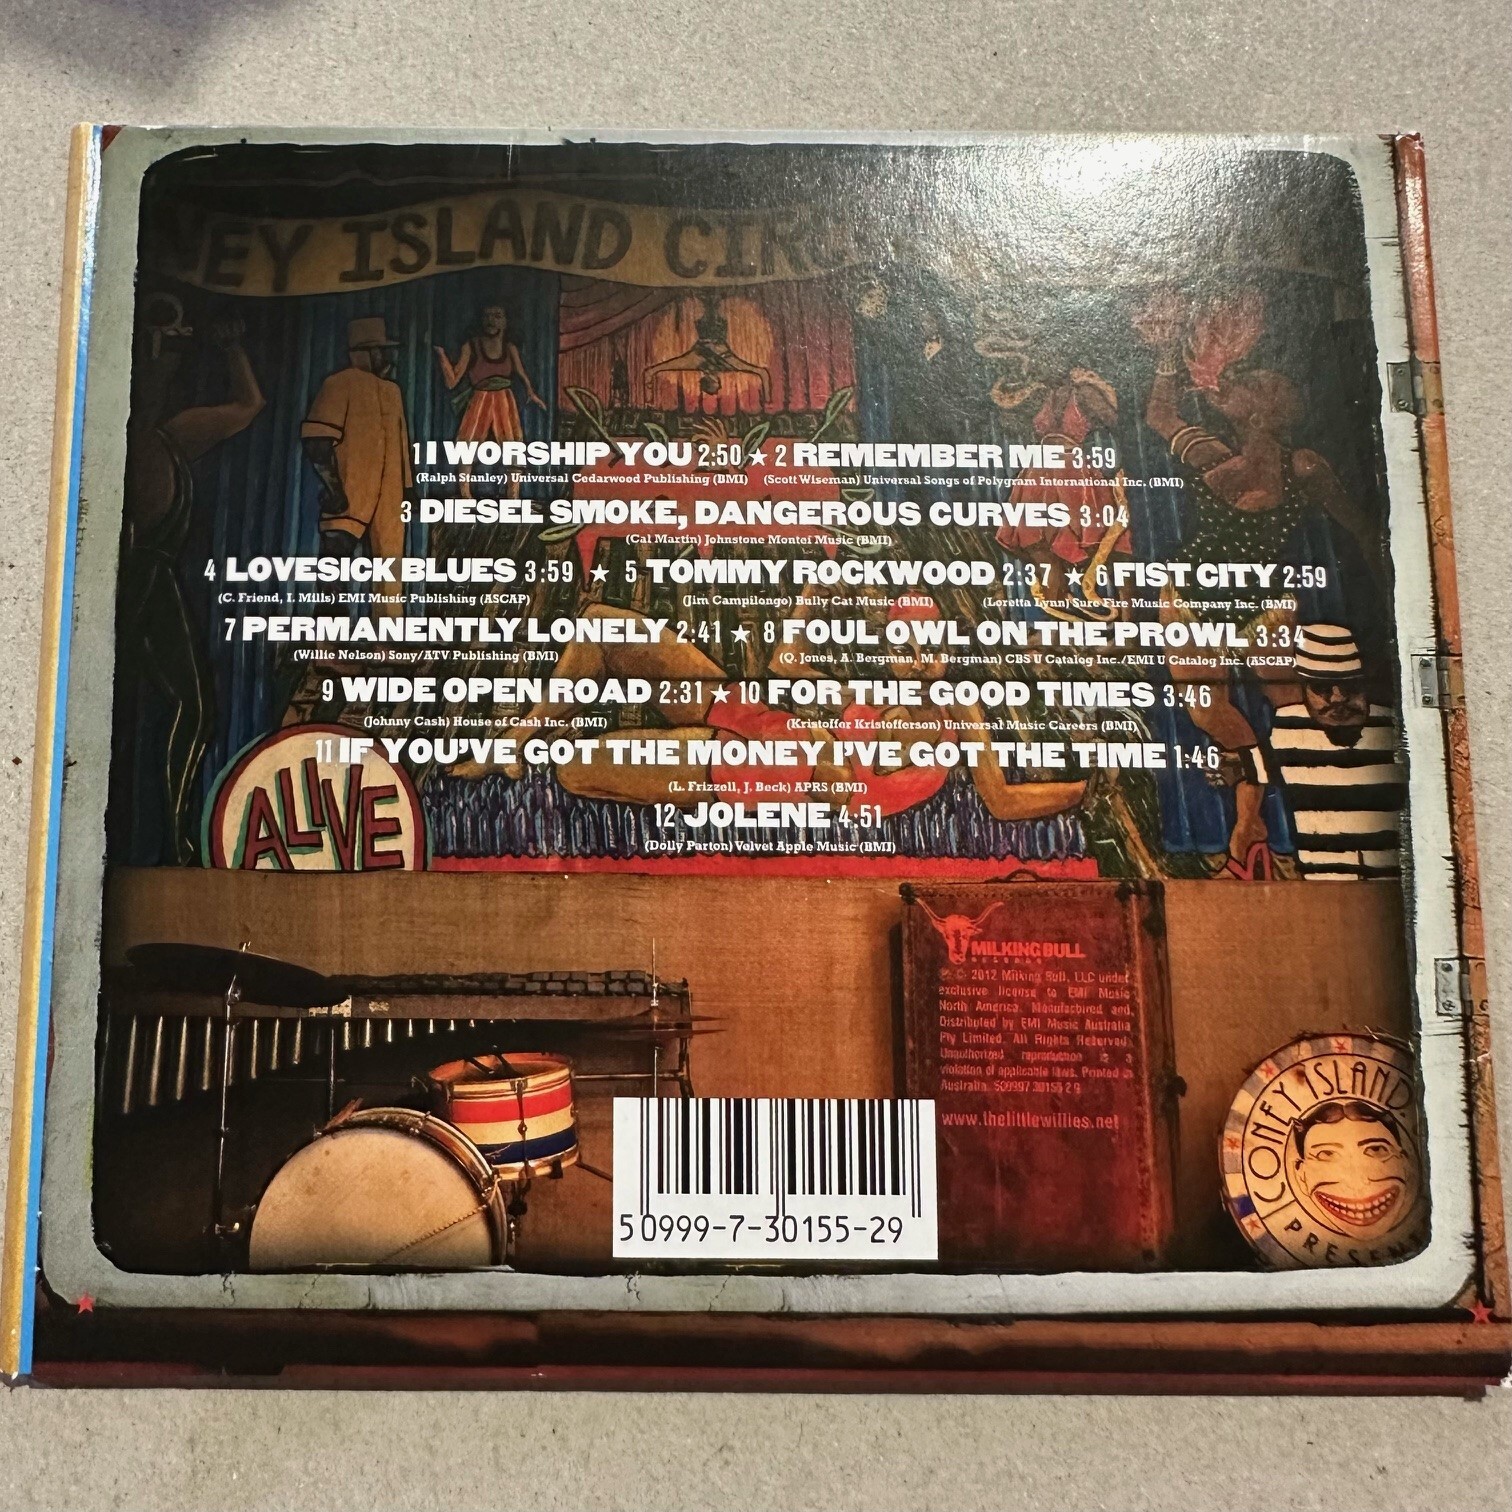 EY ISLAND CIRC
1 I WORSHIP YOU 2:50 ★ 2 REMEMBER ME 3:59
(Ralph Stanley) Universal Cedarwood Publishing (BMI) (Scott Wiseman) Universal Songs of Polygram International Inc. (BMI)
3 DIESEL SMOKE, DANGEROUS CURVES 3:04
(Cal Martin) Johnstone Montei Music (BMI)
4 LOVESICK BLUES 3:59 ★ 5 TOMMY ROCKWOOD 2:37 ★ 6 FIST CITY 2:59
(C. Friend, I. Mills) EMI Music Publishing (ASCAP) (Jim Campilongo) Bully Cat Music (BMI) (Loretta Lynn) Sure Fire Music Company Inc. (BMI)
7 PERMANENTLY LONELY 2:41 ★ 8 FOUL OWL ON THE PROWL 3:34
(Willie Nelson) Sony/ATV Publishing (BMI) (Q. Jones, A. Bergman, M. Bergman) CBS U Catalog Inc./EMI U Catalog Inc. (ASCAP)
9 WIDE OPEN ROAD 2:31 ★ 10 FOR THE GOOD TIMES 3:46
(Johnny Cash) House of Cash Inc. (BMI) (Kristoffer Kristofferson) Universal Music Careers (BMI)
11 IF YOU'VE GOT THE MONEY I'VE GOT THE TIME 1:46
(L. Frizzell, J. Beck) APRS (BMI)
12 JOLENE 4:51
(Dolly Parton) Velvet Apple Music (BMI)
ALIVE
MILKING BULL
RECORDS
℗ © 2012 Milking Bull, LLC under
exclusive license to EMI Music
North America. Manufactured and
Distributed by EMI Music Australia
Pty Limited. All Rights Reserved.
Unauthorized reproduction is a
violation of applicable laws. Printed in
Australia. 509997 30155 2 9
www.thelittlewillies.net
5 0999-7-30155-29
CONEY ISLAND
PRESEN